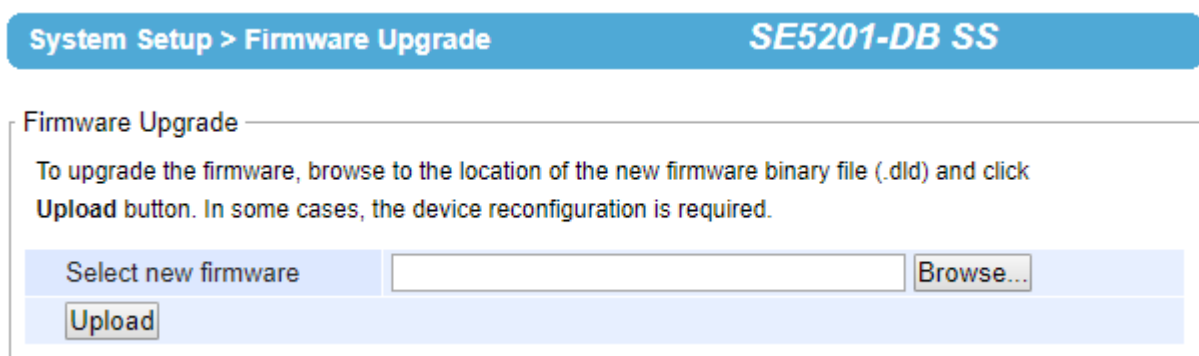 System Setup > Firmware Upgrade SE5201-DB SS
Firmware Upgrade
To upgrade the firmware, browse to the location of the new firmware binary file (.dld) and click
Upload button. In some cases, the device reconfiguration is required.
Select new firmware Browse...
Upload